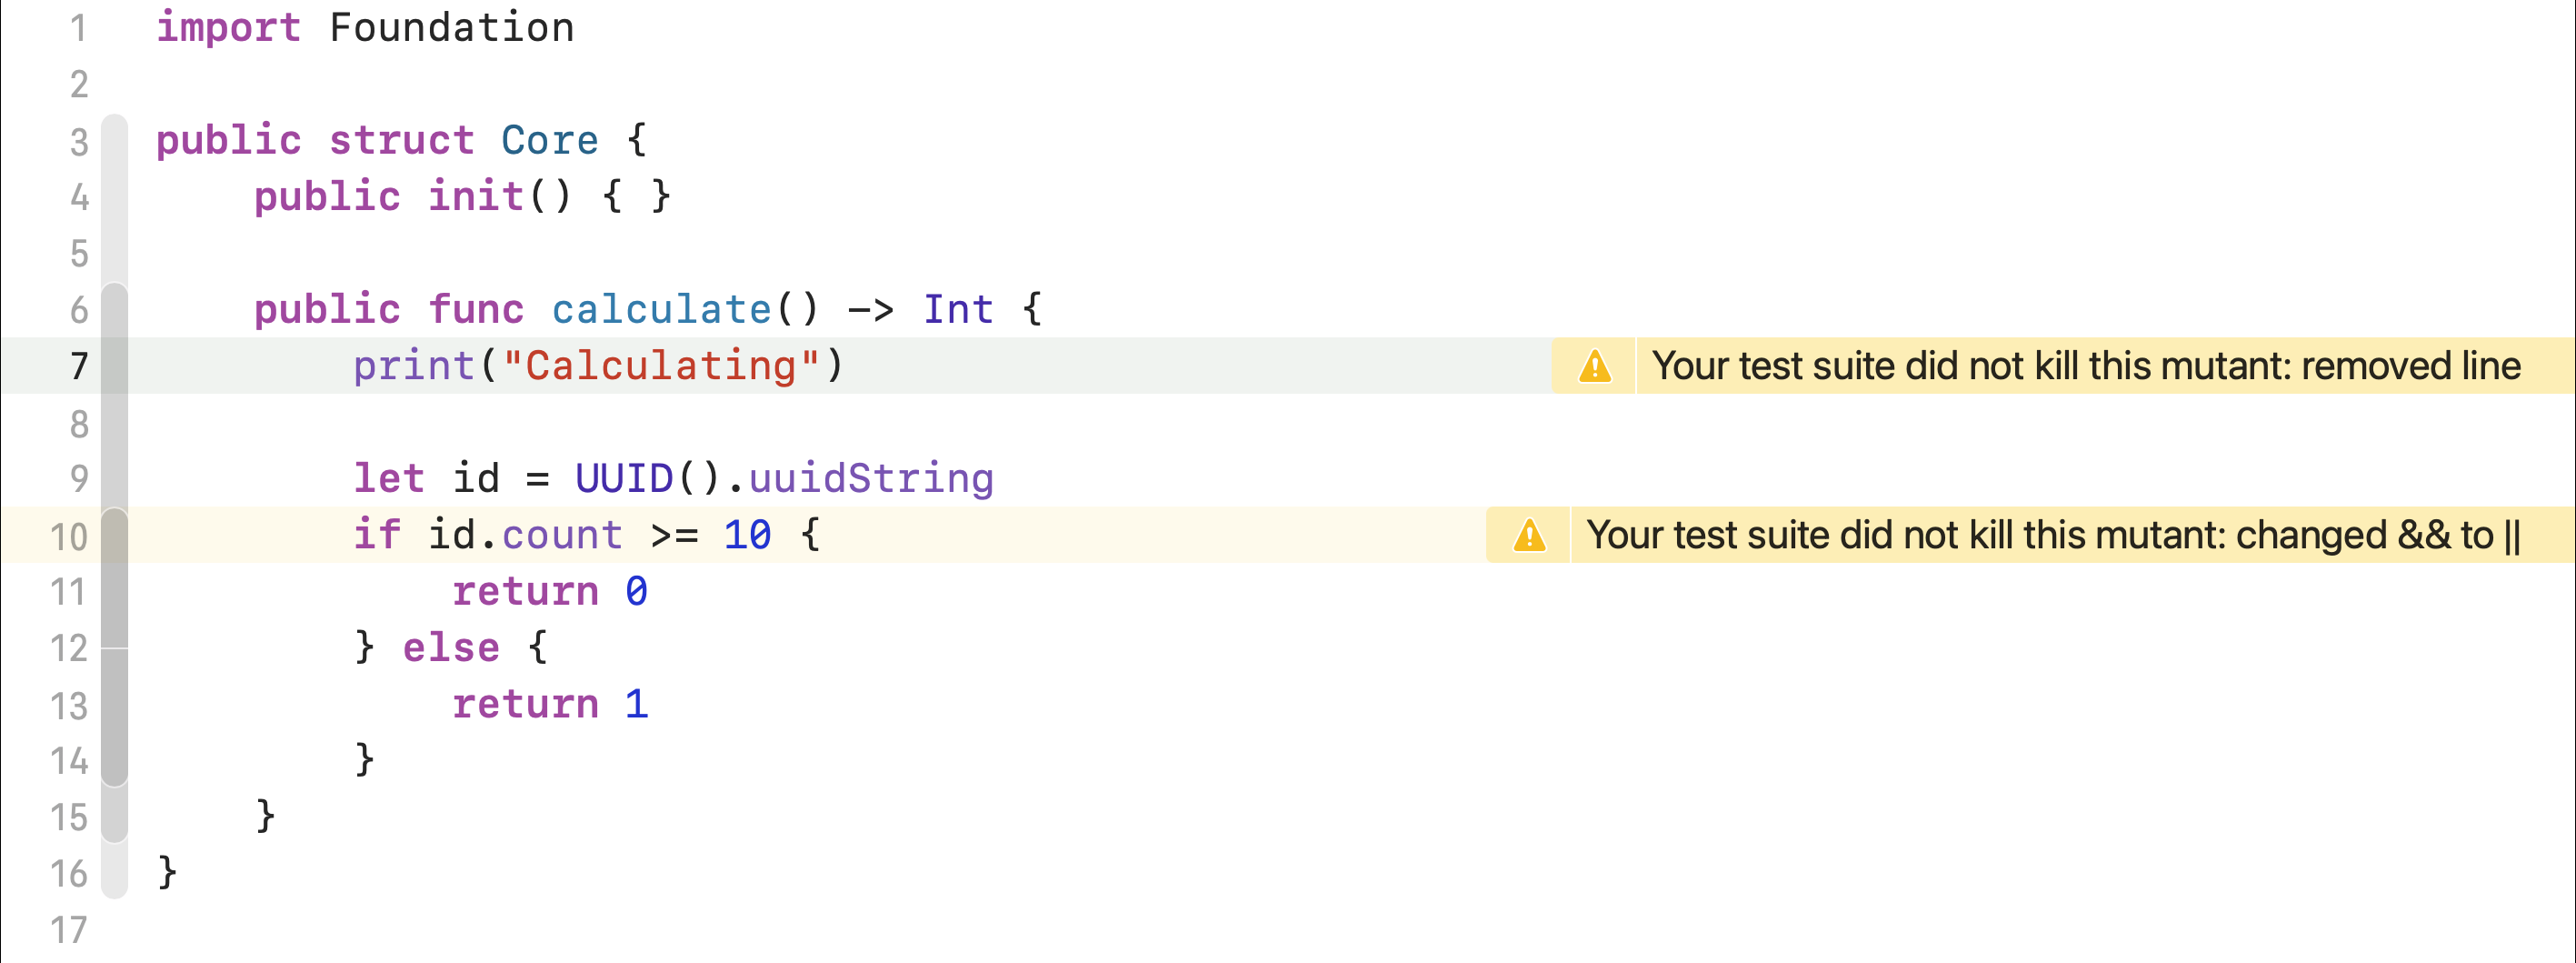 1 import Foundation
2
3 public struct Core {
4     public init() { }
5
6     public func calculate() -> Int {
7         print("Calculating") Your test suite did not kill this mutant: removed line
8
9         let id = UUID().uuidString
10         if id.count >= 10 { Your test suite did not kill this mutant: changed && to ||
11             return 0
12         } else {
13             return 1
14         }
15     }
16 }
17